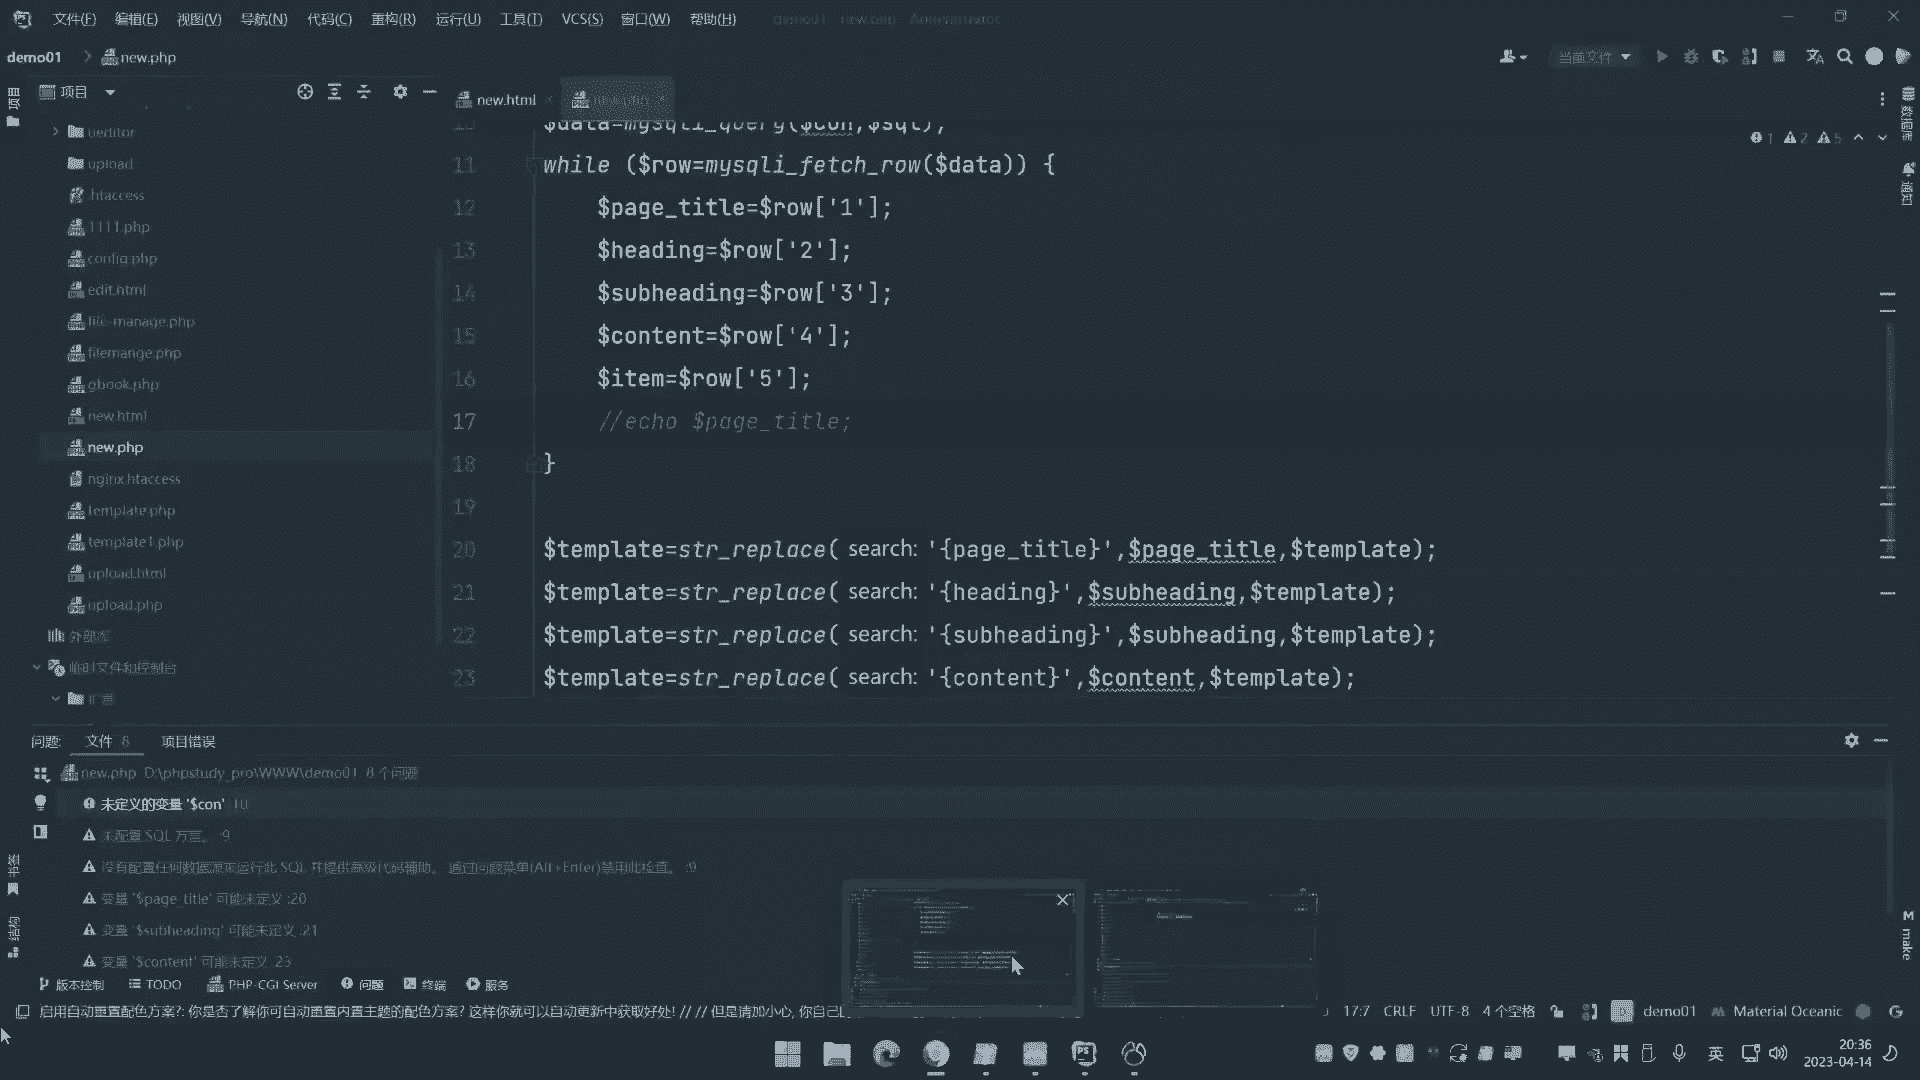 文件(F) 编辑(E) 视图(V) 导航(N) 代码(C) 重构(R) 运行(U) 工具(T) VCS(S) 窗口(W) 帮助(H) demo01 new.php Administrator
demo01 new.php
当前文件
项目
项目
new.html
new.php
ueditor
upload
.htaccess
1111.php
config.php
edit.html
file-manage.php
filemange.php
gbook.php
new.html
new.php
nginx.htaccess
template.php
template1.php
upload.html
upload.php
外部库
临时文件和控制台
扩展
10 $data=mysqli_query($con,$sql);
11 while ($row=mysqli_fetch_row($data)) {
12 $page_title=$row['1'];
13 $heading=$row['2'];
14 $subheading=$row['3'];
15 $content=$row['4'];
16 $item=$row['5'];
17 //echo $page_title;
18 }
19
20 $template=str_replace( search: '{page_title}',$page_title,$template);
21 $template=str_replace( search: '{heading}',$subheading,$template);
22 $template=str_replace( search: '{subheading}',$subheading,$template);
23 $template=str_replace( search: '{content}',$content,$template);
1 2 5
数据库
通知
问题: 文件 8 项目错误
new.php D:\phpstudy_pro\WWW\demo01 8 个问题
未定义的变量 '$con' :10
未配置 SQL 方言。 :9
没有配置任何数据源来运行此 SQL 并提供高级代码辅助。 通过问题菜单(Alt+Enter)禁用此检查。 :9
变量 '$page_title' 可能未定义 :20
变量 '$subheading' 可能未定义 :21
变量 '$content' 可能未定义 :23
书签
结构
make
版本控制 TODO PHP-CGI Server 问题 终端 服务
启用自动重置配色方案?: 你是否了解你可自动重置内置主题的配色方案? 这样你就可以自动更新中获取好处! // // 但是请加小心, 你自己
17:7 CRLF UTF-8 4 个空格 demo01 Material Oceanic
英
20:36
2023-04-14